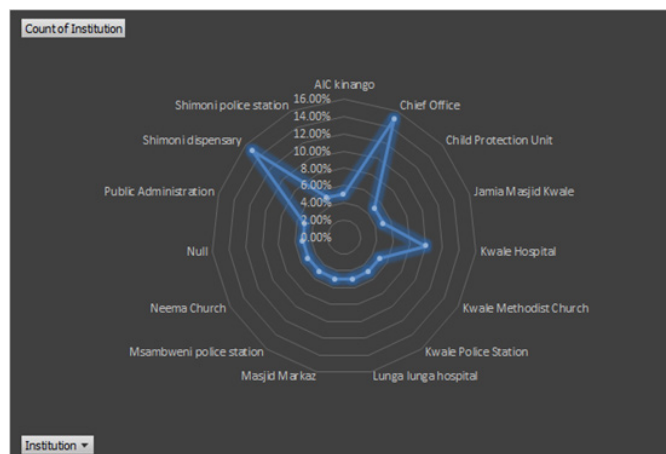 Count of Institution
AIC kinango
16.00%
Chief Office
Shimoni police station
14.00%
12.00%
Shimoni dispensary
Child Protection Unit
10.00%
8.00%
Public Administration
6.00%
Jamia Masjid Kwale
4.00%
2.00%
0.00%
Null
Kwale Hospital
Neema Church
Kwale Methodist Church
Msambweni police station
Kwale Police Station
Masjid Markaz
Lunga lunga hospital
Institution